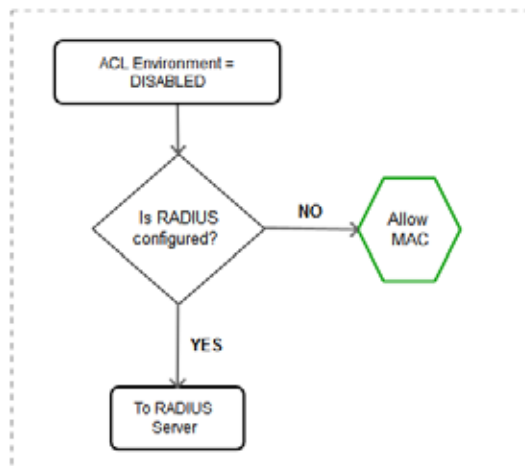 ACL Environment =
DISABLED
Is RADIUS
configured?
NO
Allow
MAC
YES
To RADIUS
Server